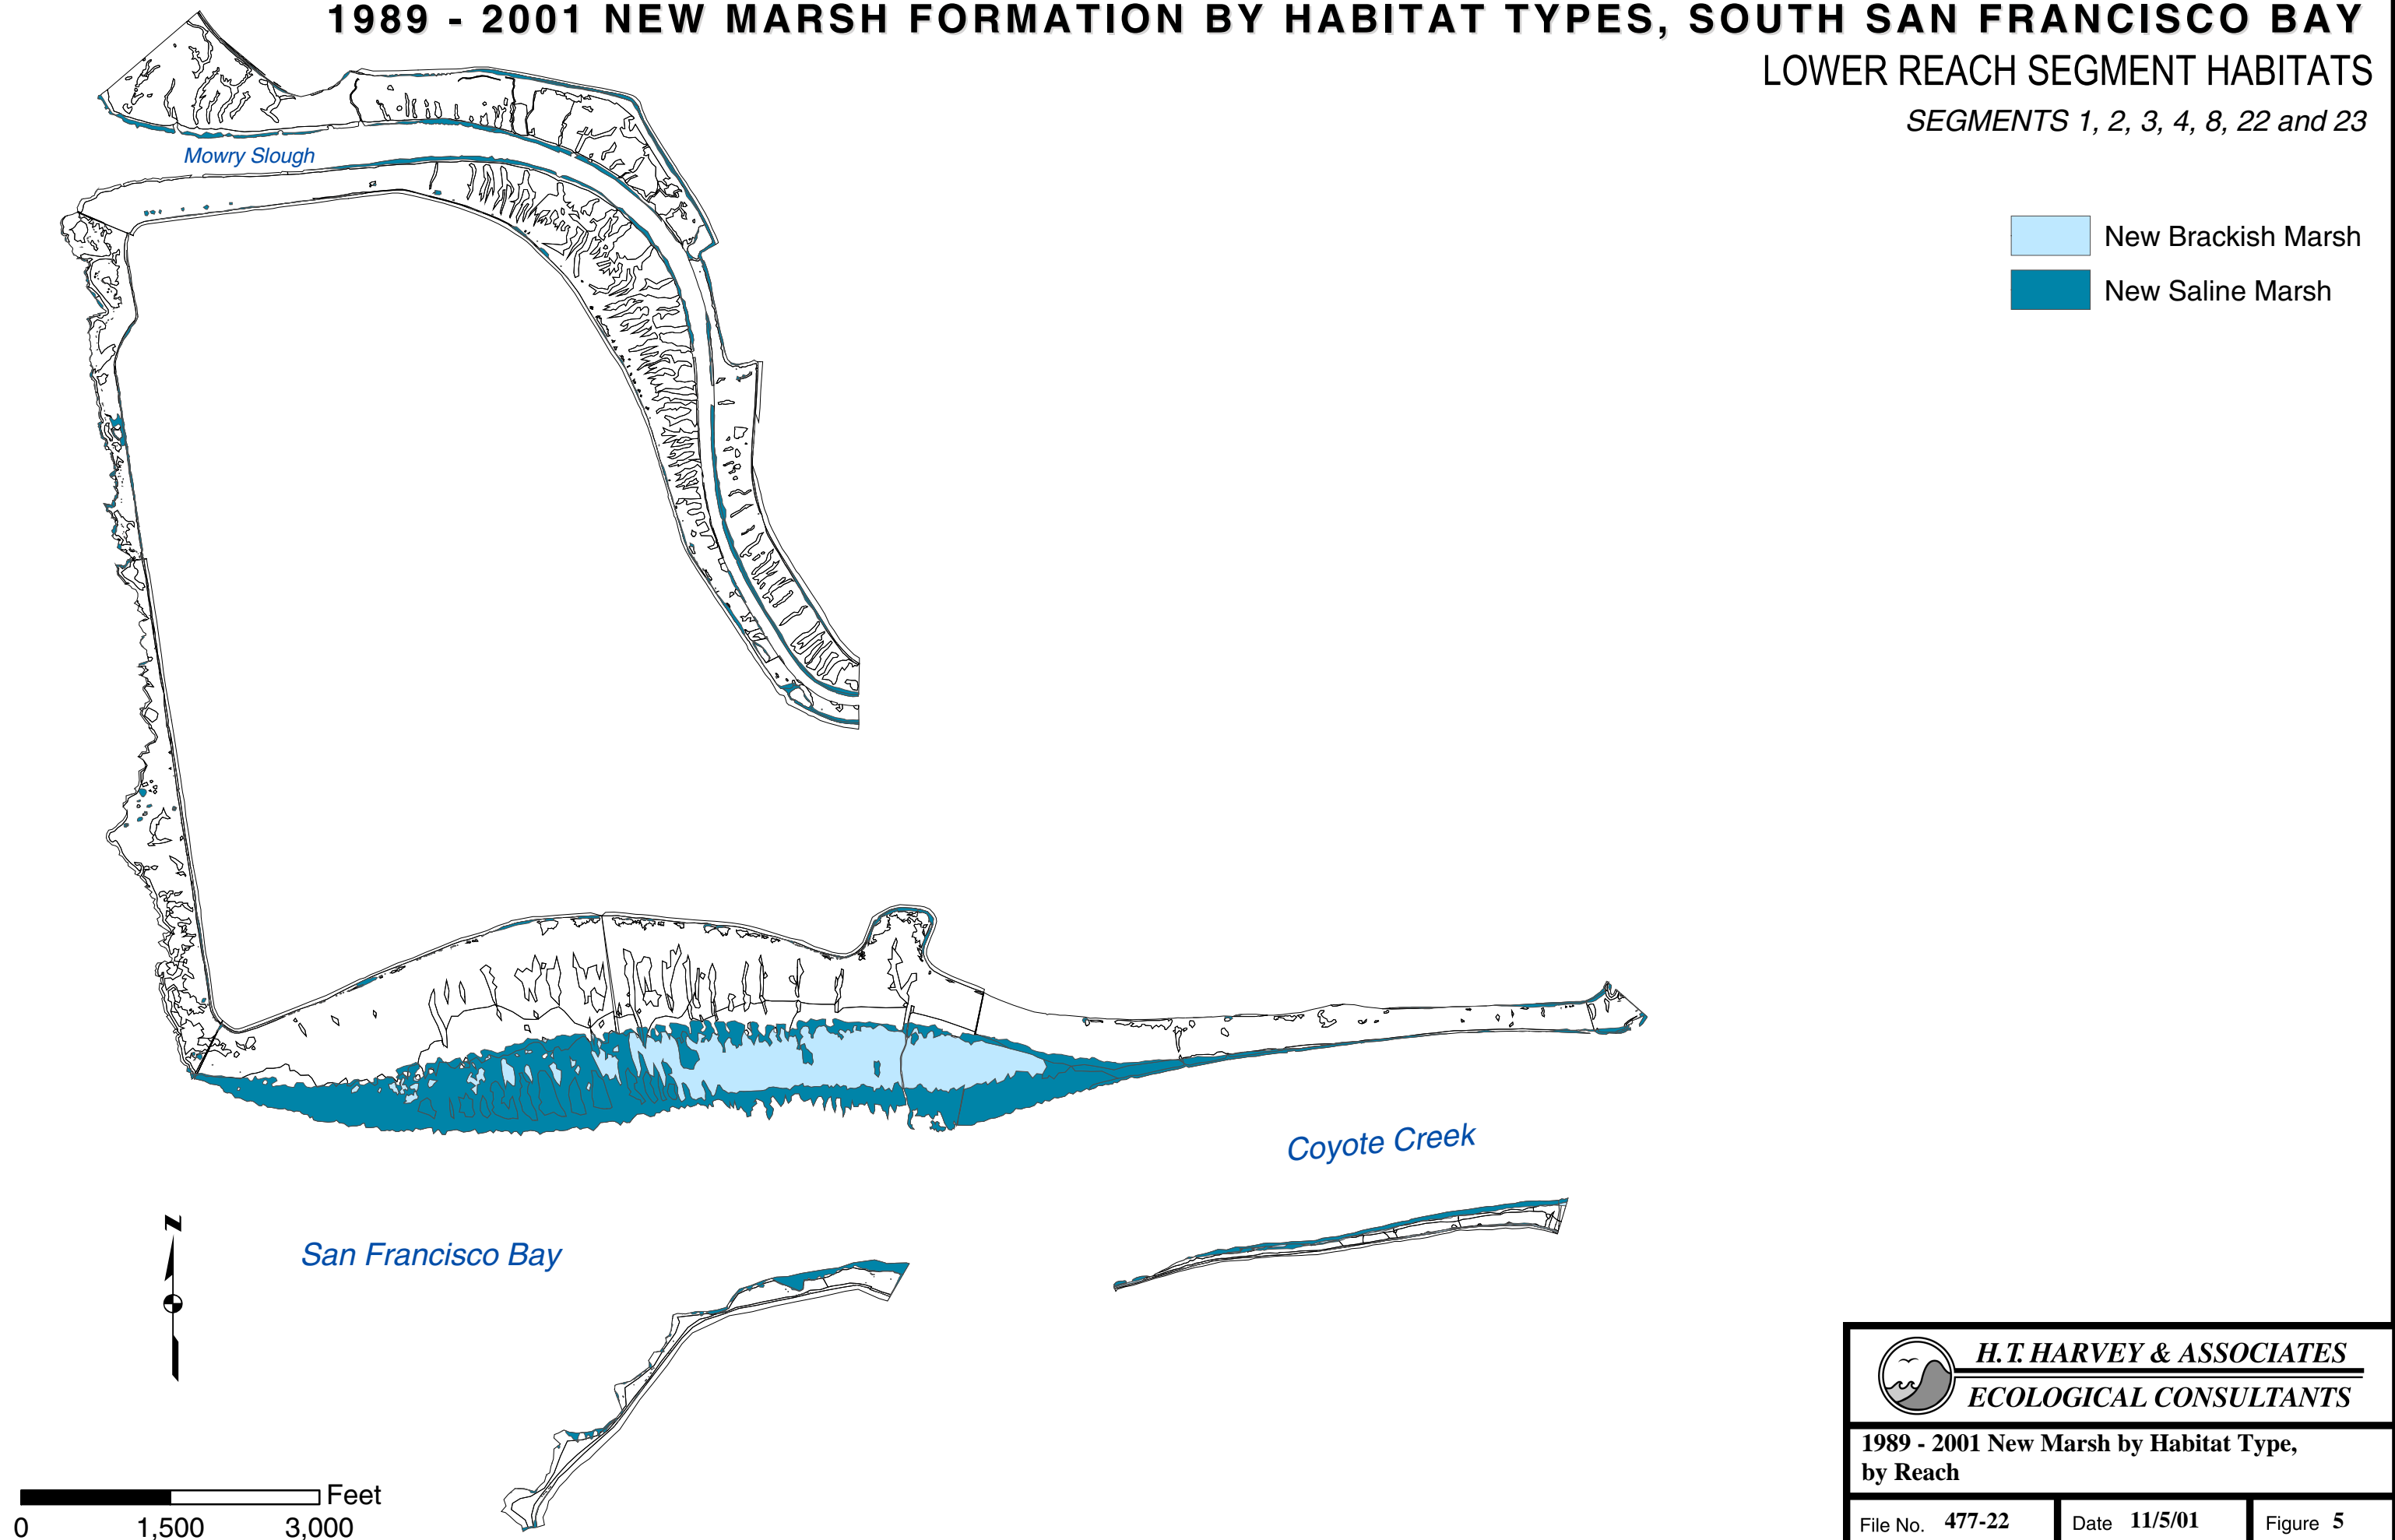 1989 - 2001 NEW MARSH FORMATION BY HABITAT TYPES, SOUTH SAN FRANCISCO BAY
LOWER REACH SEGMENT HABITATS
SEGMENTS 1, 2, 3, 4, 8, 22 and 23
Mowry Slough
New Brackish Marsh
New Saline Marsh
Coyote Creek
San Francisco Bay
N
Feet
0 1,500 3,000
H.T. HARVEY & ASSOCIATES
ECOLOGICAL CONSULTANTS
1989 - 2001 New Marsh by Habitat Type,
by Reach
File No. 477-22 Date 11/5/01 Figure 5